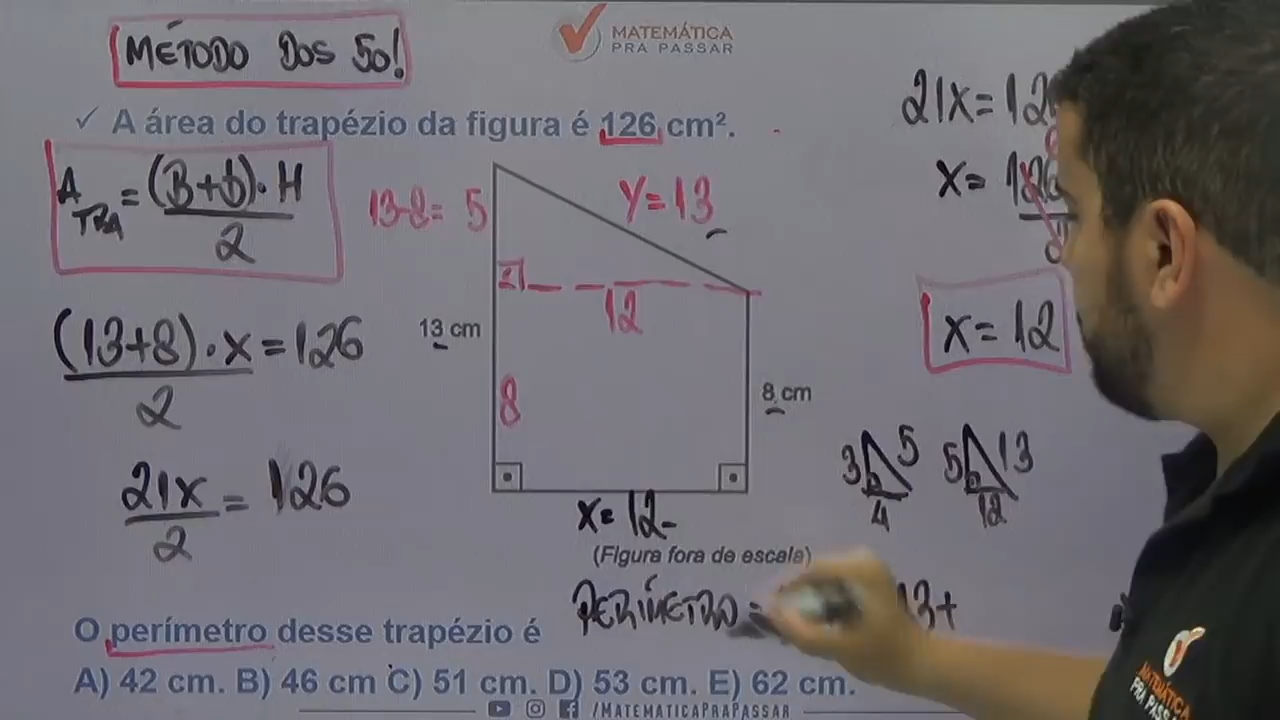 MÉTODO DOS 50!
MATEMÁTICA
PRA PASSAR
✓ A área do trapézio da figura é 126 cm².
A TRA = (B+b)·H
2
13-8= 5
Y=13
12
13 cm
8
8 cm
X= 12
(Figura fora de escala)
(13+8)·X=126
2
21X = 126
2
21X=
X=
X=12
3 5
4
5 13
12
PERÍMETRO =
13+
O perímetro desse trapézio é
A) 42 cm. B) 46 cm C) 51 cm. D) 53 cm. E) 62 cm.
/MATEMATICAPRAPASSAR
MATEMÁTICA
PRA PASSAR